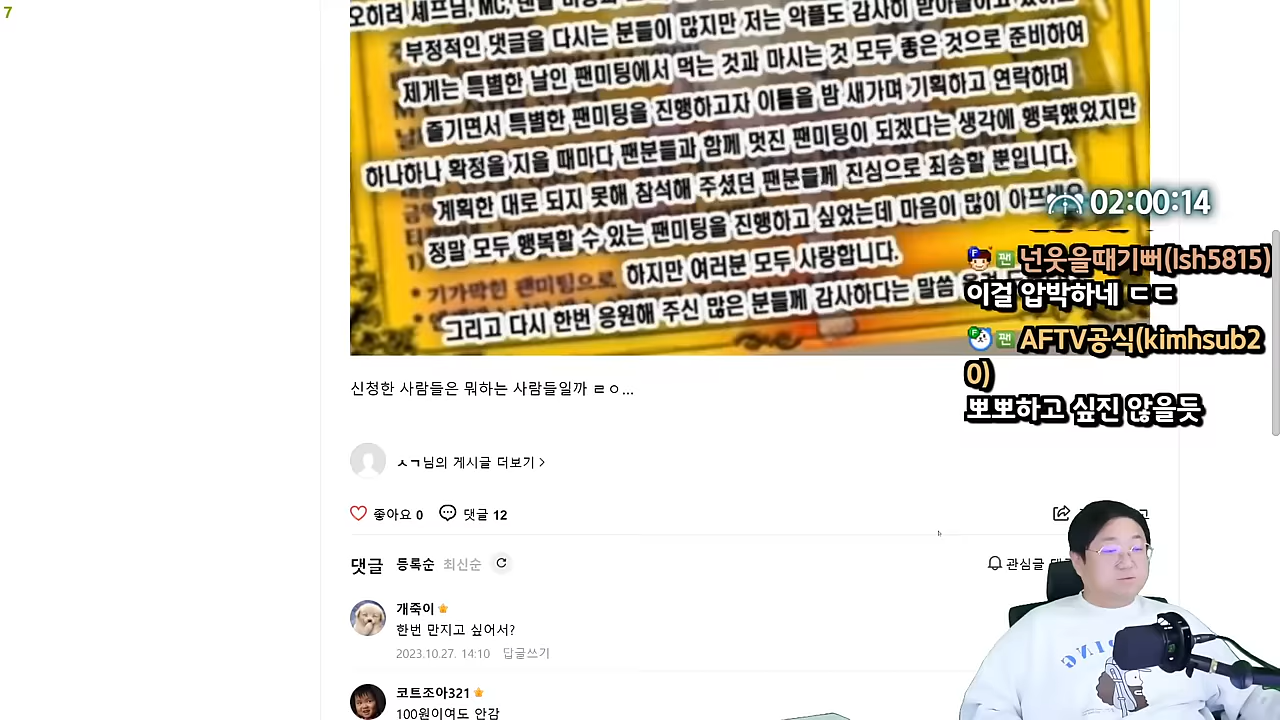 7
오히려 셰프님, MC,
부정적인 댓글을 다시는 분들이 많지만 저는 악플도 감사히
제게는 특별한 날인 팬미팅에서 먹는 것과 마시는 것 모두 좋은 것으로 준비하여
즐기면서 특별한 팬미팅을 진행하고자 이틀을 밤 새가며 기획하고 연락하며
하나하나 확정을 지을 때마다 팬분들과 함께 멋진 팬미팅이 되겠다는 생각에 행복했었지만
계획한 대로 되지 못해 참석해 주셨던 팬분들께 진심으로 죄송할 뿐입니다.
정말 모두 행복할 수 있는 팬미팅을 진행하고 싶었는데 마음이 많이
하지만 여러분 모두 사랑합니다.
* 기가막힌 팬미팅으로
그리고 다시 한번 응원해 주신 많은 분들께 감사하다는 말씀
02:00:14
팬 넌웃을때기뻐(lsh5815)
이걸 압박하네 ㄷㄷ
팬 AFTV공식(kimhsub2
0)
뽀뽀하고 싶진 않을듯
신청한 사람들은 뭐하는 사람들일까 ㄹㅇ...
ㅅㄱ님의 게시글 더보기 >
좋아요 0 댓글 12
댓글 등록순 최신순
관심글
개죽이
한번 만지고 싶어서?
2023.10.27. 14:10 답글쓰기
코트조아321
100원이여도 안감